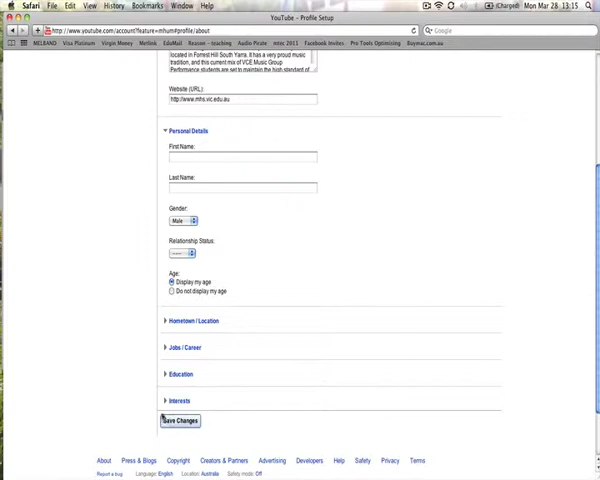 Safari File Edit View History Bookmarks Window Help (Charged) Mon Mar 28 13:15
YouTube – Profile Setup
http://www.youtube.com/account?feature=mhum#profile/about
Google
MELBAND Visa Platinum Virgin Money Netlink EduMail Reason – teaching Audio Pirate mtec 2011 Facebook Invites Pro Tools Optimising Buymac.com.au
located in Forrest Hill South Yarra. It has a very proud music
tradition, and this current mix of VCE Music Group
Performance students are set to maintain the high standard of
Website (URL):
http://www.mhs.vic.edu.au
Personal Details
First Name:
Last Name:
Gender:
Male
Relationship Status:
-----
Age:
Display my age
Do not display my age
Hometown / Location
Jobs / Career
Education
Interests
Save Changes
About Press & Blogs Copyright Creators & Partners Advertising Developers Help Safety Privacy Terms
Report a bug Language: English Location: Australia Safety mode: Off